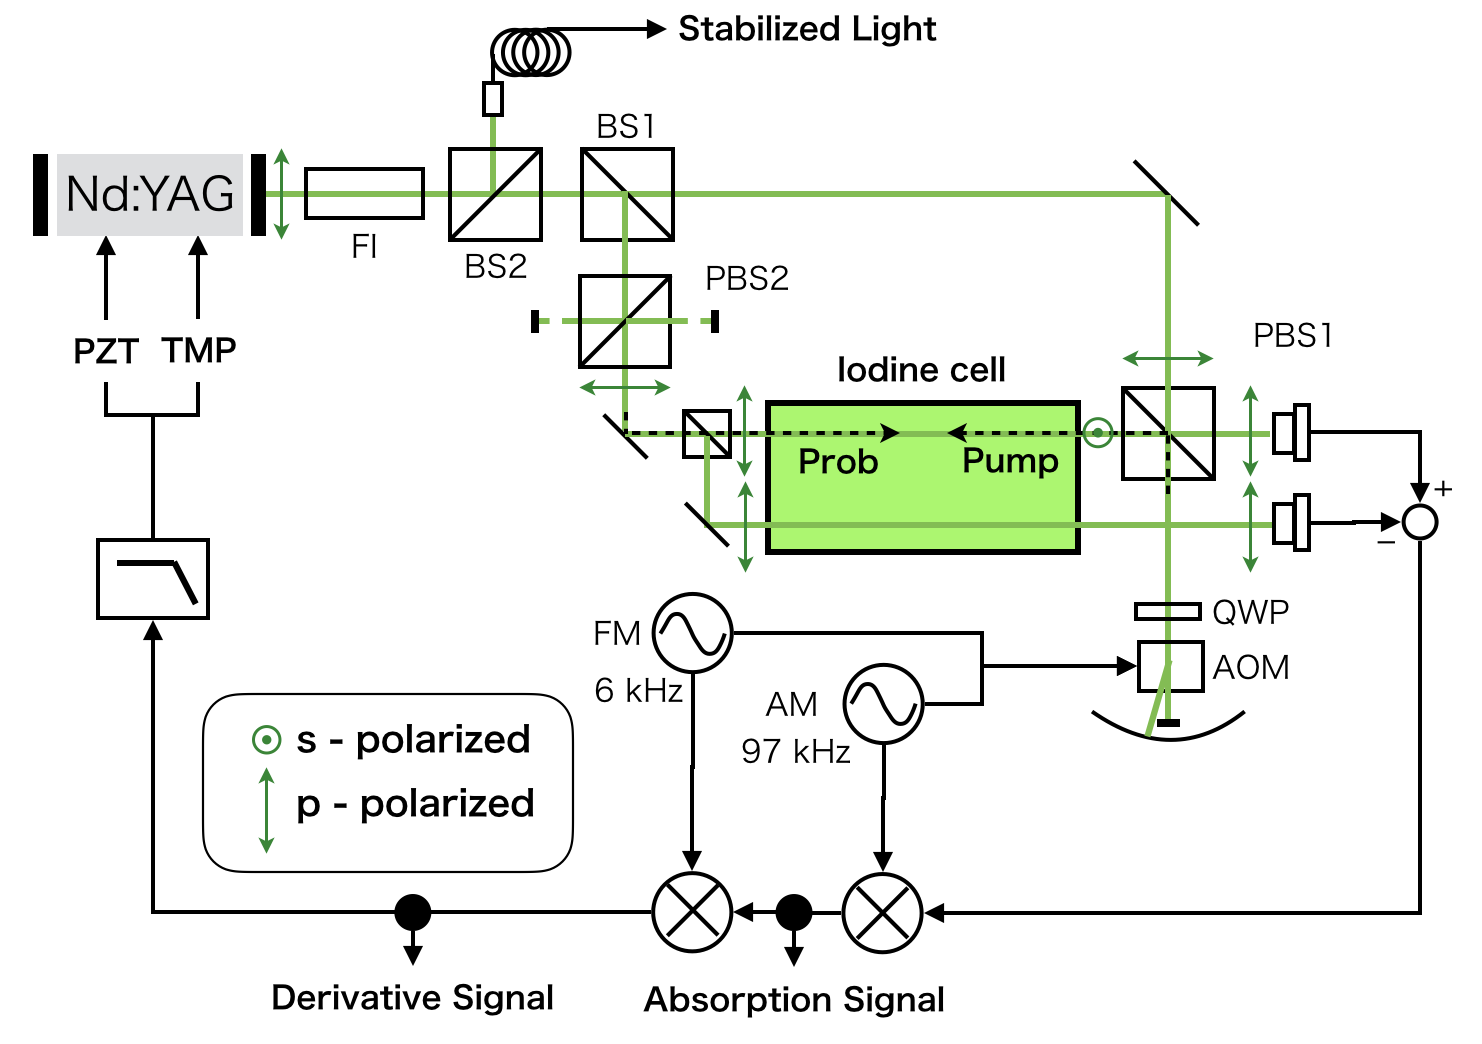 Stabilized Light
BS1
Nd:YAG
FI
BS2
PBS2
PZT
TMP
PBS1
Iodine cell
Prob
Pump
+
−
QWP
FM
6 kHz
AOM
AM
97 kHz
s - polarized
p - polarized
Derivative Signal
Absorption Signal